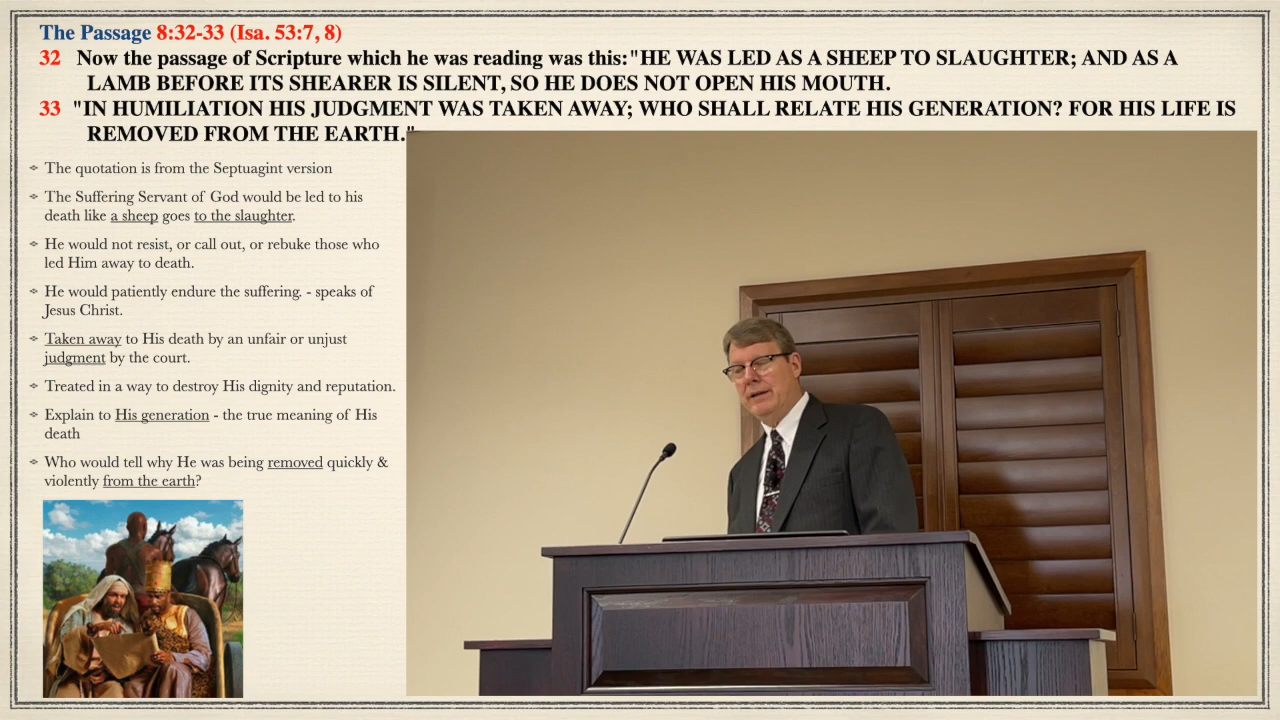 The Passage 8:32-33 (Isa. 53:7, 8)
32 Now the passage of Scripture which he was reading was this:"HE WAS LED AS A SHEEP TO SLAUGHTER; AND AS A
LAMB BEFORE ITS SHEARER IS SILENT, SO HE DOES NOT OPEN HIS MOUTH.
33 "IN HUMILIATION HIS JUDGMENT WAS TAKEN AWAY; WHO SHALL RELATE HIS GENERATION? FOR HIS LIFE IS
REMOVED FROM THE EARTH."
The quotation is from the Septuagint version
The Suffering Servant of God would be led to his
death like a sheep goes to the slaughter.
He would not resist, or call out, or rebuke those who
led Him away to death.
He would patiently endure the suffering. - speaks of
Jesus Christ.
Taken away to His death by an unfair or unjust
judgment by the court.
Treated in a way to destroy His dignity and reputation.
Explain to His generation - the true meaning of His
death
Who would tell why He was being removed quickly &
violently from the earth?